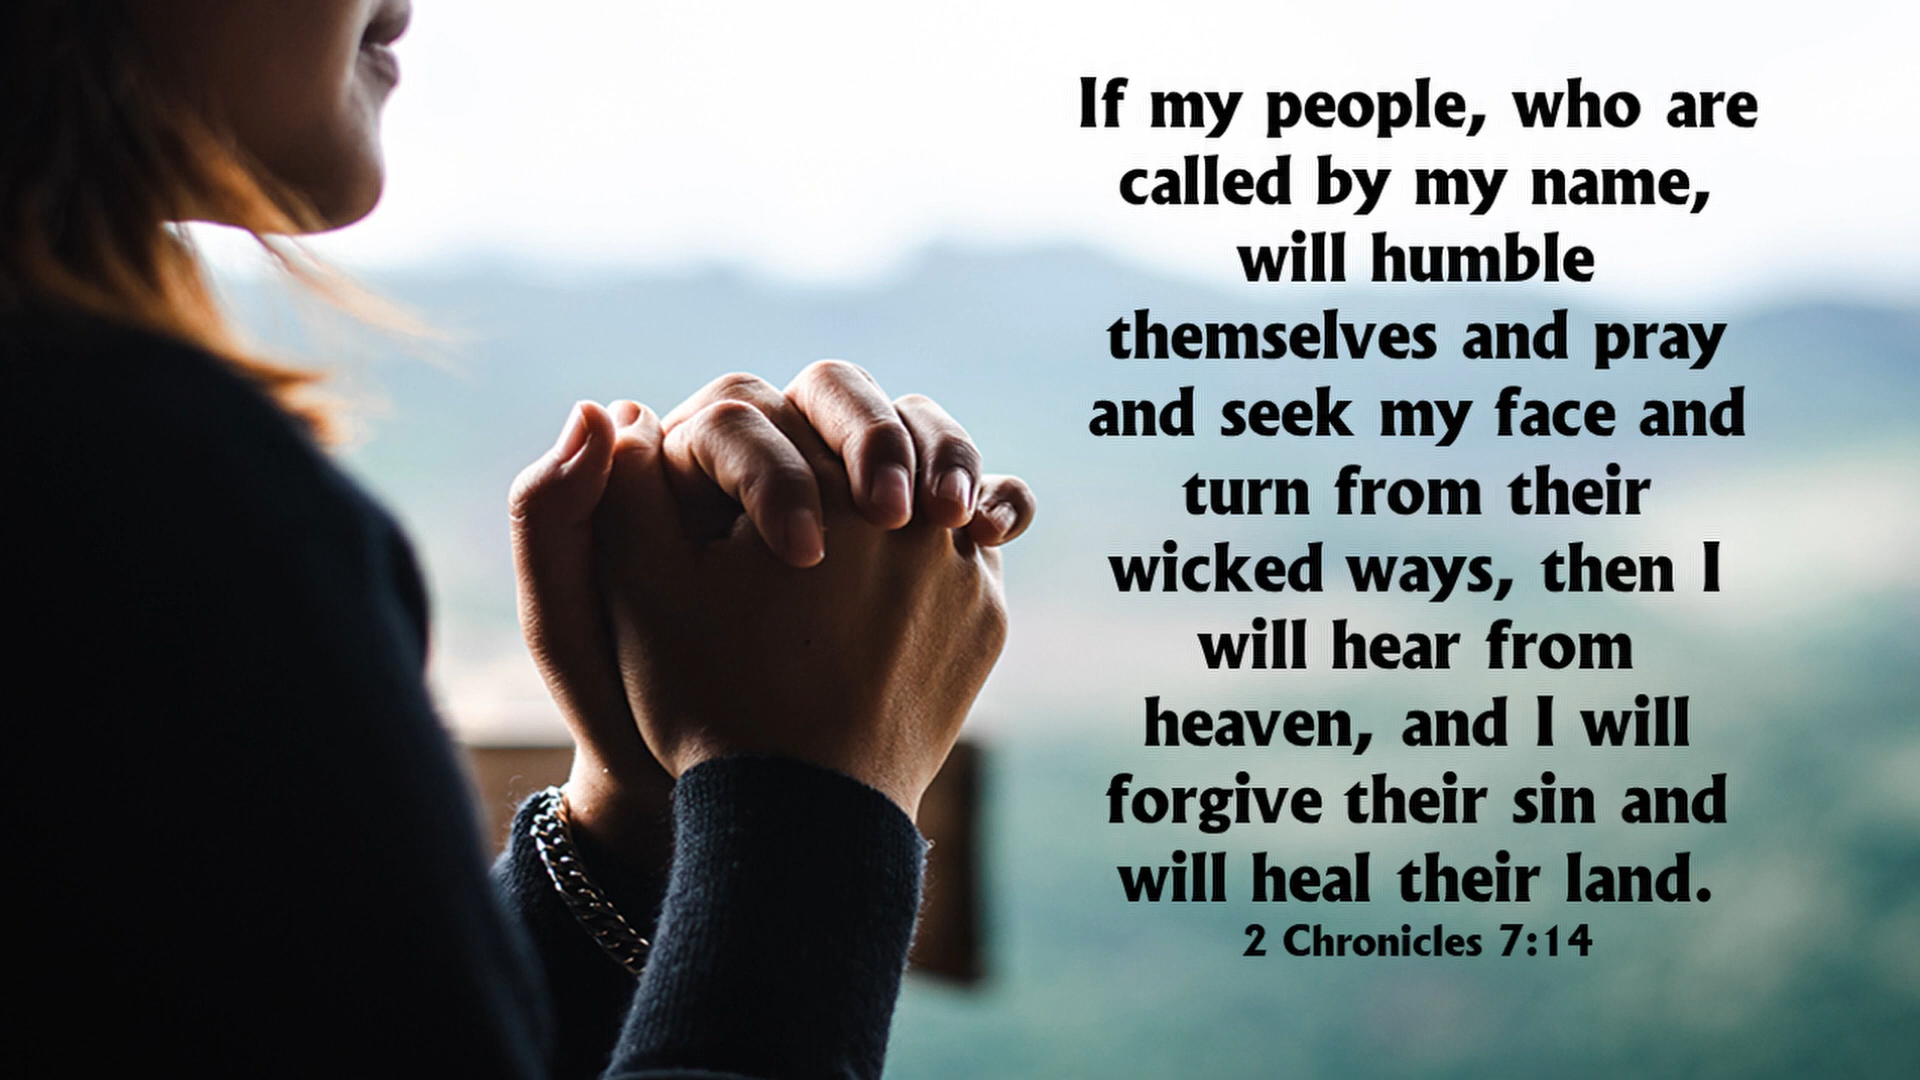 If my people, who are
called by my name,
will humble
themselves and pray
and seek my face and
turn from their
wicked ways, then I
will hear from
heaven, and I will
forgive their sin and
will heal their land.
2 Chronicles 7:14